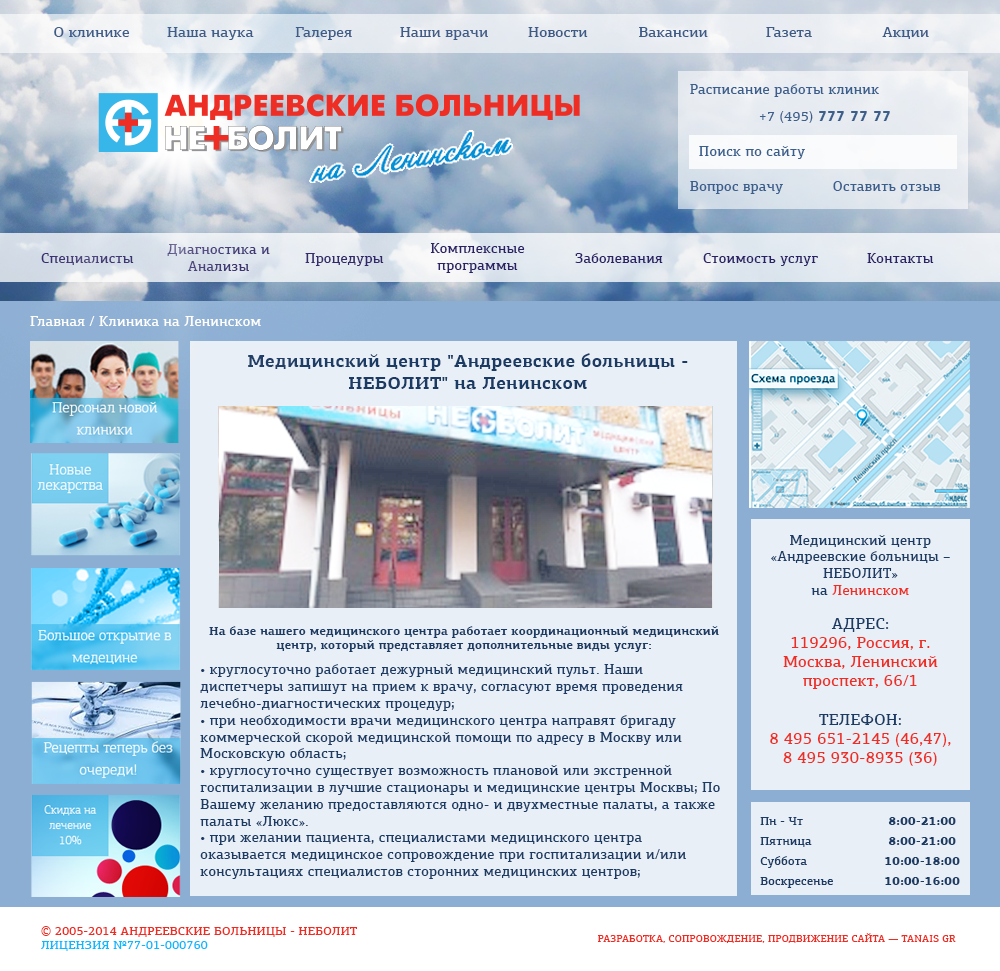 О клинике Наша наука Галерея Наши врачи Новости Вакансии Газета Акции
АНДРЕЕВСКИЕ БОЛЬНИЦЫ
НЕ БОЛИТ
на Ленинском
Расписание работы клиник
+7 (495) 777 77 77
Поиск по сайту
Вопрос врачу Оставить отзыв
Специалисты
Диагностика и
Анализы
Процедуры
Комплексные
программы
Заболевания
Стоимость услуг
Контакты
Главная / Клиника на Ленинском
Персонал новой
клиники
Новые
лекарства
Большое открытие в
медецине
Рецепты теперь без
очереди!
Скидка на
лечение
10%
Медицинский центр "Андреевские больницы -
НЕБОЛИТ" на Ленинском
БОЛЬНИЦЫ
НЕ БОЛИТ
МЕДИЦИНСКИЙ
ЦЕНТР
На базе нашего медицинского центра работает координационный медицинский
центр, который представляет дополнительные виды услуг:
• круглосуточно работает дежурный медицинский пульт. Наши
диспетчеры запишут на прием к врачу, согласуют время проведения
лечебно-диагностических процедур;
• при необходимости врачи медицинского центра направят бригаду
коммерческой скорой медицинской помощи по адресу в Москву или
Московскую область;
• круглосуточно существует возможность плановой или экстренной
госпитализации в лучшие стационары и медицинские центры Москвы; По
Вашему желанию предоставляются одно- и двухместные палаты, а также
палаты «Люкс».
• при желании пациента, специалистами медицинского центра
оказывается медицинское сопровождение при госпитализации и/или
консультациях специалистов сторонних медицинских центров;
Схема проезда
Ленинский просп.
Яндекс
Медицинский центр
«Андреевские больницы –
НЕБОЛИТ»
на Ленинском
АДРЕС:
119296, Россия, г.
Москва, Ленинский
проспект, 66/1
ТЕЛЕФОН:
8 495 651-2145 (46,47),
8 495 930-8935 (36)
Пн - Чт 8:00-21:00
Пятница 8:00-21:00
Суббота 10:00-18:00
Воскресенье 10:00-16:00
© 2005-2014 АНДРЕЕВСКИЕ БОЛЬНИЦЫ - НЕБОЛИТ
ЛИЦЕНЗИЯ №77-01-000760
РАЗРАБОТКА, СОПРОВОЖДЕНИЕ, ПРОДВИЖЕНИЕ САЙТА — TANAIS GR